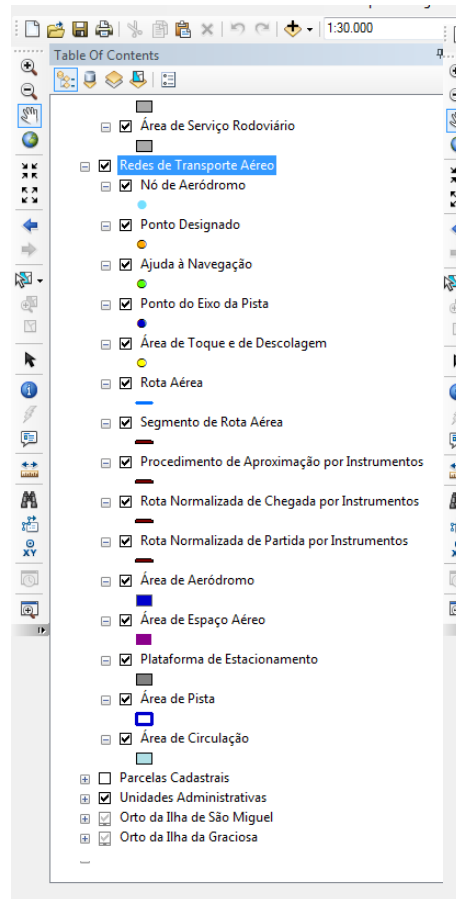 1:30.000
Table Of Contents
Área de Serviço Rodoviário
Redes de Transporte Aéreo
Nó de Aeródromo
Ponto Designado
Ajuda à Navegação
Ponto do Eixo da Pista
Área de Toque e de Descolagem
Rota Aérea
Segmento de Rota Aérea
Procedimento de Aproximação por Instrumentos
Rota Normalizada de Chegada por Instrumentos
Rota Normalizada de Partida por Instrumentos
Área de Aeródromo
Área de Espaço Aéreo
Plataforma de Estacionamento
Área de Pista
Área de Circulação
Parcelas Cadastrais
Unidades Administrativas
Orto da Ilha de São Miguel
Orto da Ilha da Graciosa
XY